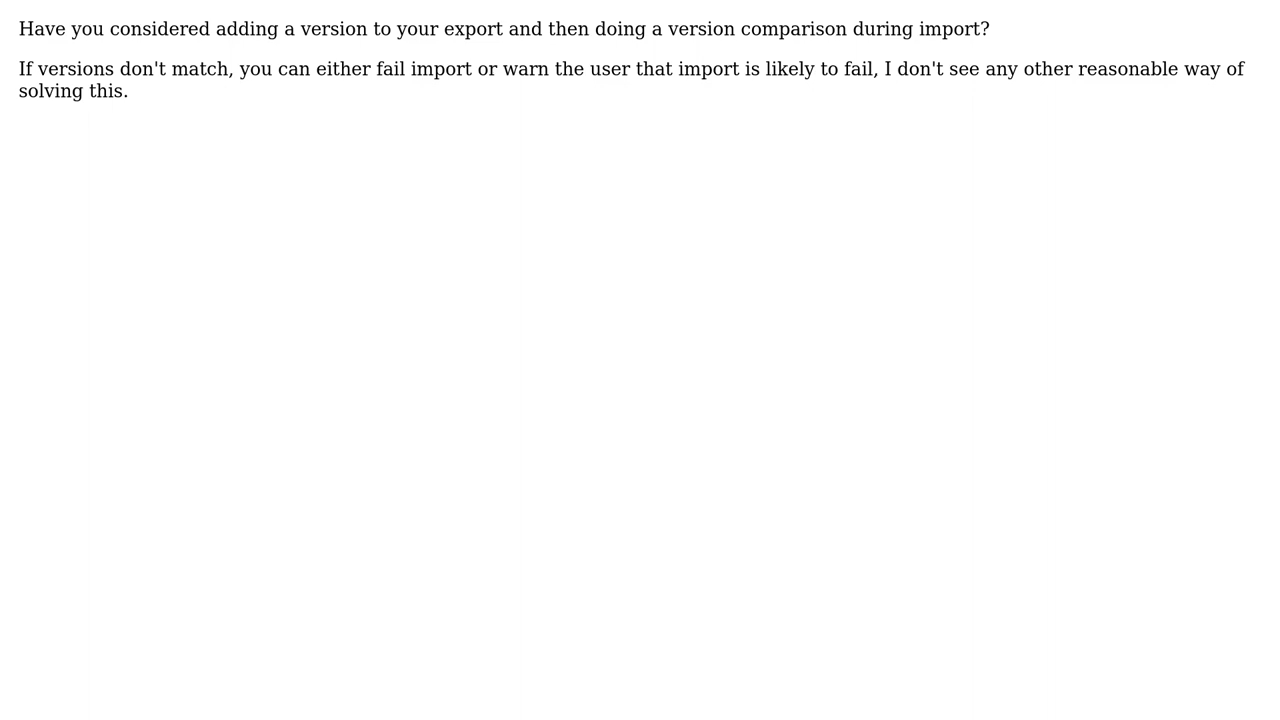 Have you considered adding a version to your export and then doing a version comparison during import?
If versions don't match, you can either fail import or warn the user that import is likely to fail, I don't see any other reasonable way of
solving this.